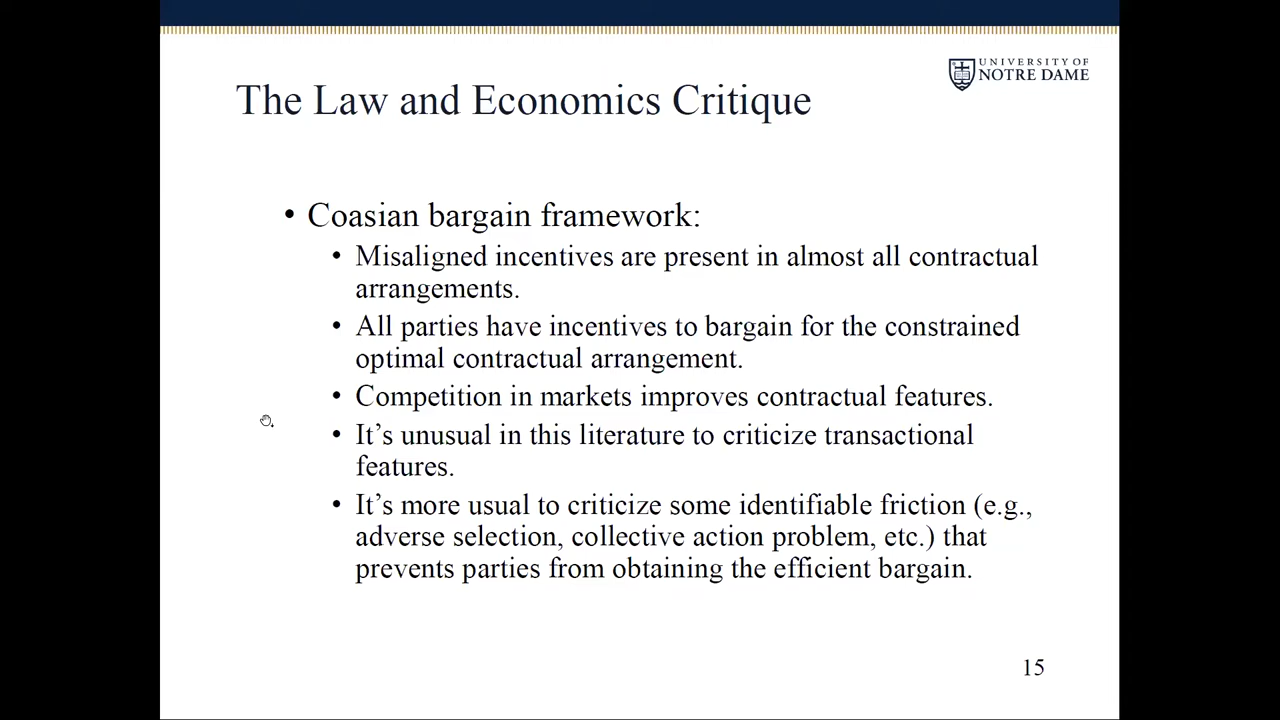 UNIVERSITY OF
NOTRE DAME
The Law and Economics Critique
• Coasian bargain framework:
• Misaligned incentives are present in almost all contractual
arrangements.
• All parties have incentives to bargain for the constrained
optimal contractual arrangement.
• Competition in markets improves contractual features.
• It’s unusual in this literature to criticize transactional
features.
• It’s more usual to criticize some identifiable friction (e.g.,
adverse selection, collective action problem, etc.) that
prevents parties from obtaining the efficient bargain.
15